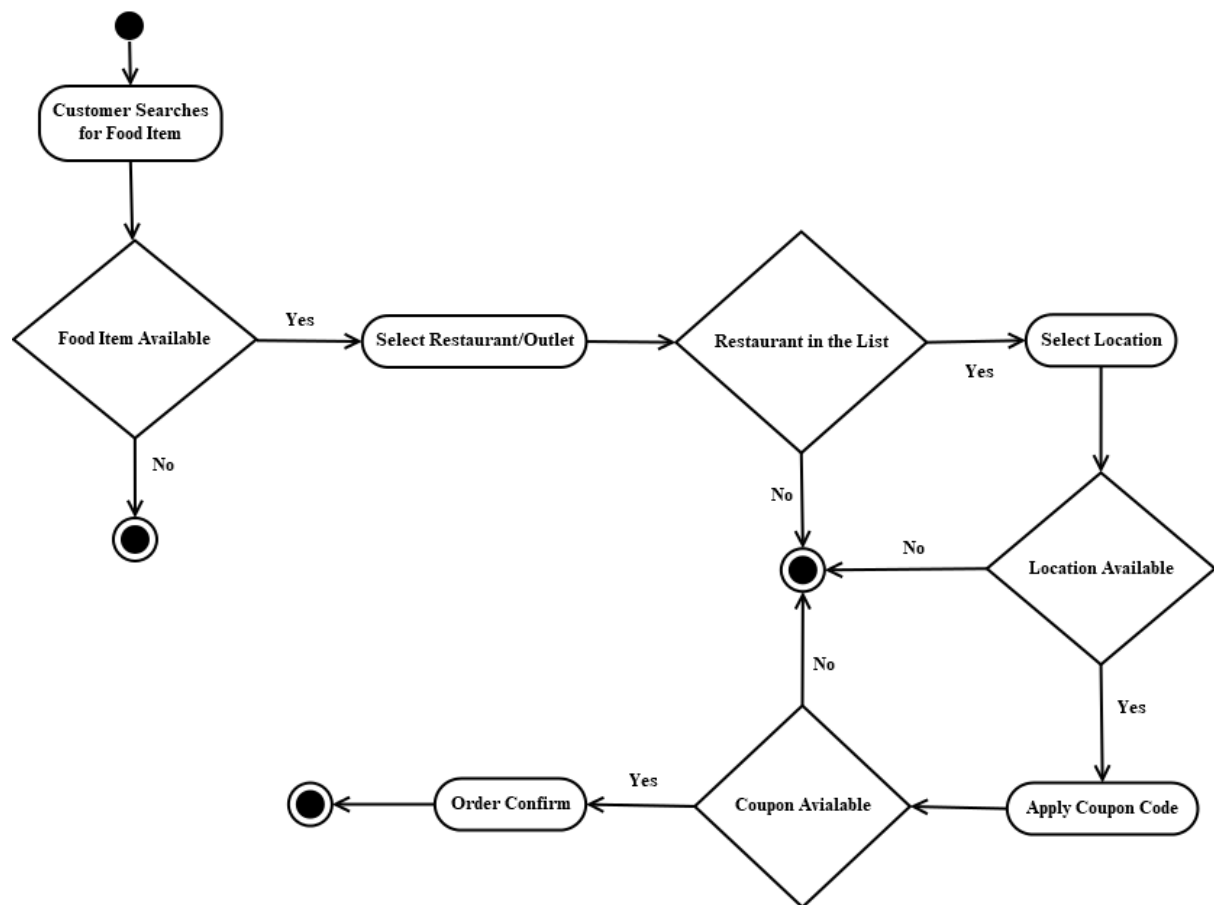 Customer Searches
for Food Item
Food Item Available
Yes
Select Restaurant/Outlet
Restaurant in the List
Yes
Select Location
No
No
No
Location Available
No
Yes
Yes
Order Confirm
Coupon Avialable
Apply Coupon Code